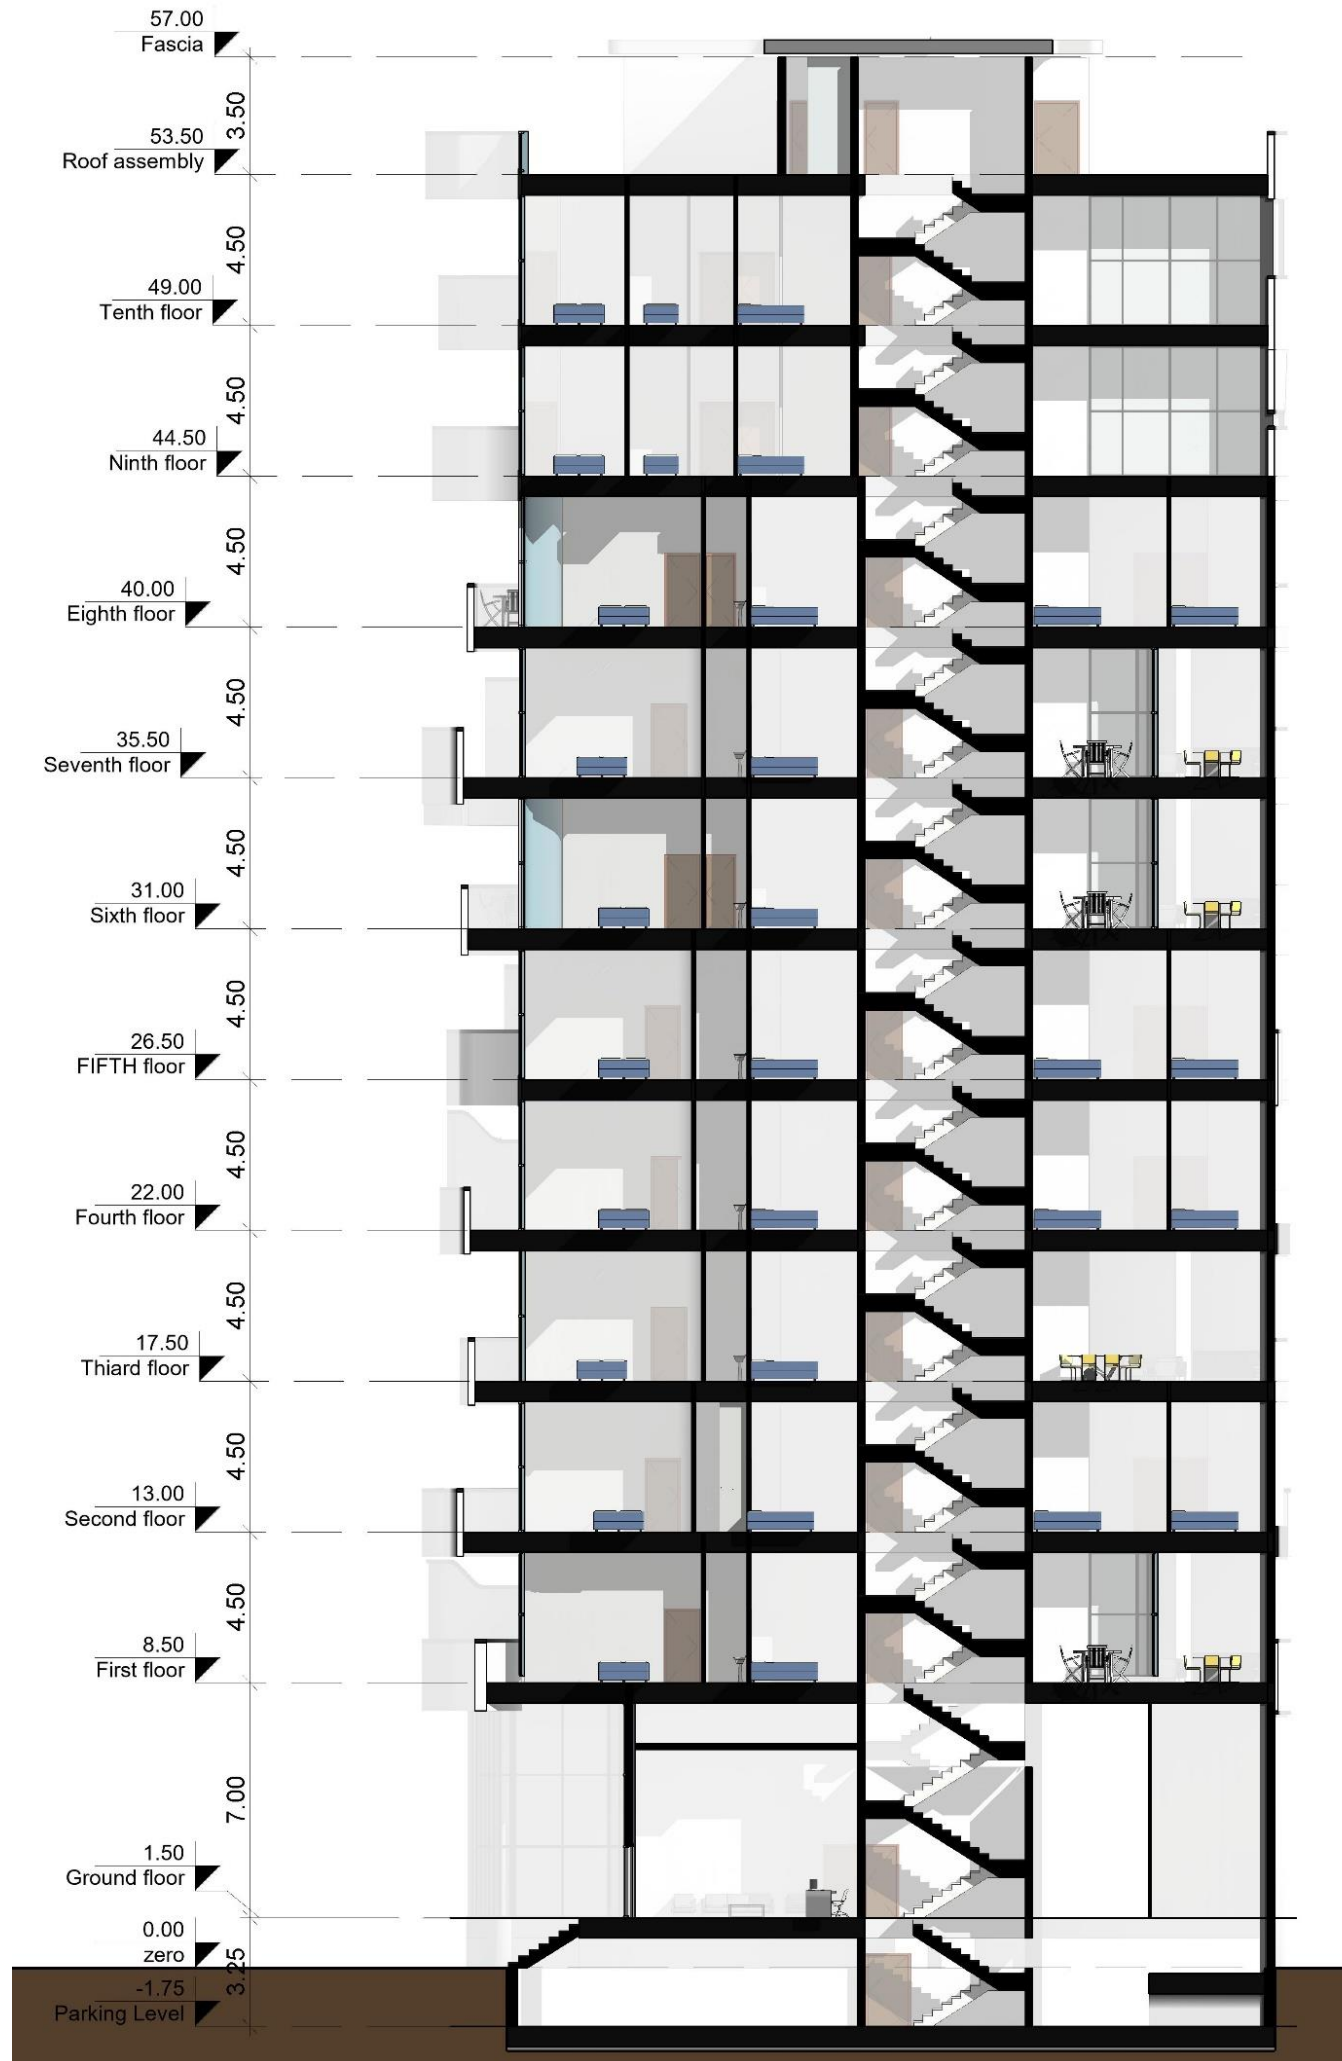 57.00
Fascia
3.50
53.50
Roof assembly
4.50
49.00
Tenth floor
4.50
44.50
Ninth floor
4.50
40.00
Eighth floor
4.50
35.50
Seventh floor
4.50
31.00
Sixth floor
4.50
26.50
FIFTH floor
4.50
22.00
Fourth floor
4.50
17.50
Thiard floor
4.50
13.00
Second floor
4.50
8.50
First floor
7.00
1.50
Ground floor
0.00
zero
3.25
-1.75
Parking Level